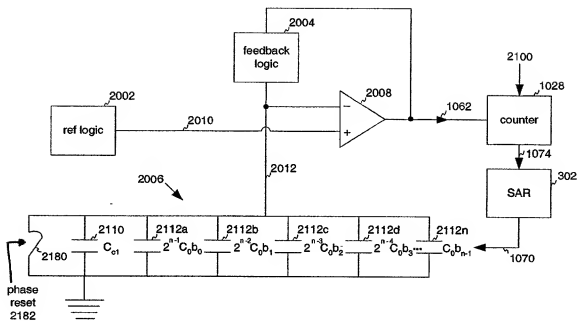 2004
feedback
logic
2100
2002
2008
1028
ref logic
2010
−
+
1062
counter
2012
1074
2006
302
SAR
2110
2112a
2112b
2112c
2112d
2112n
2180
C_c1
2^n-1 C_0b_0
2^n-2 C_0b_1
2^n-3 C_0b_2
2^n-4 C_0b_3...
C_0b_n-1
1070
phase
reset
2182